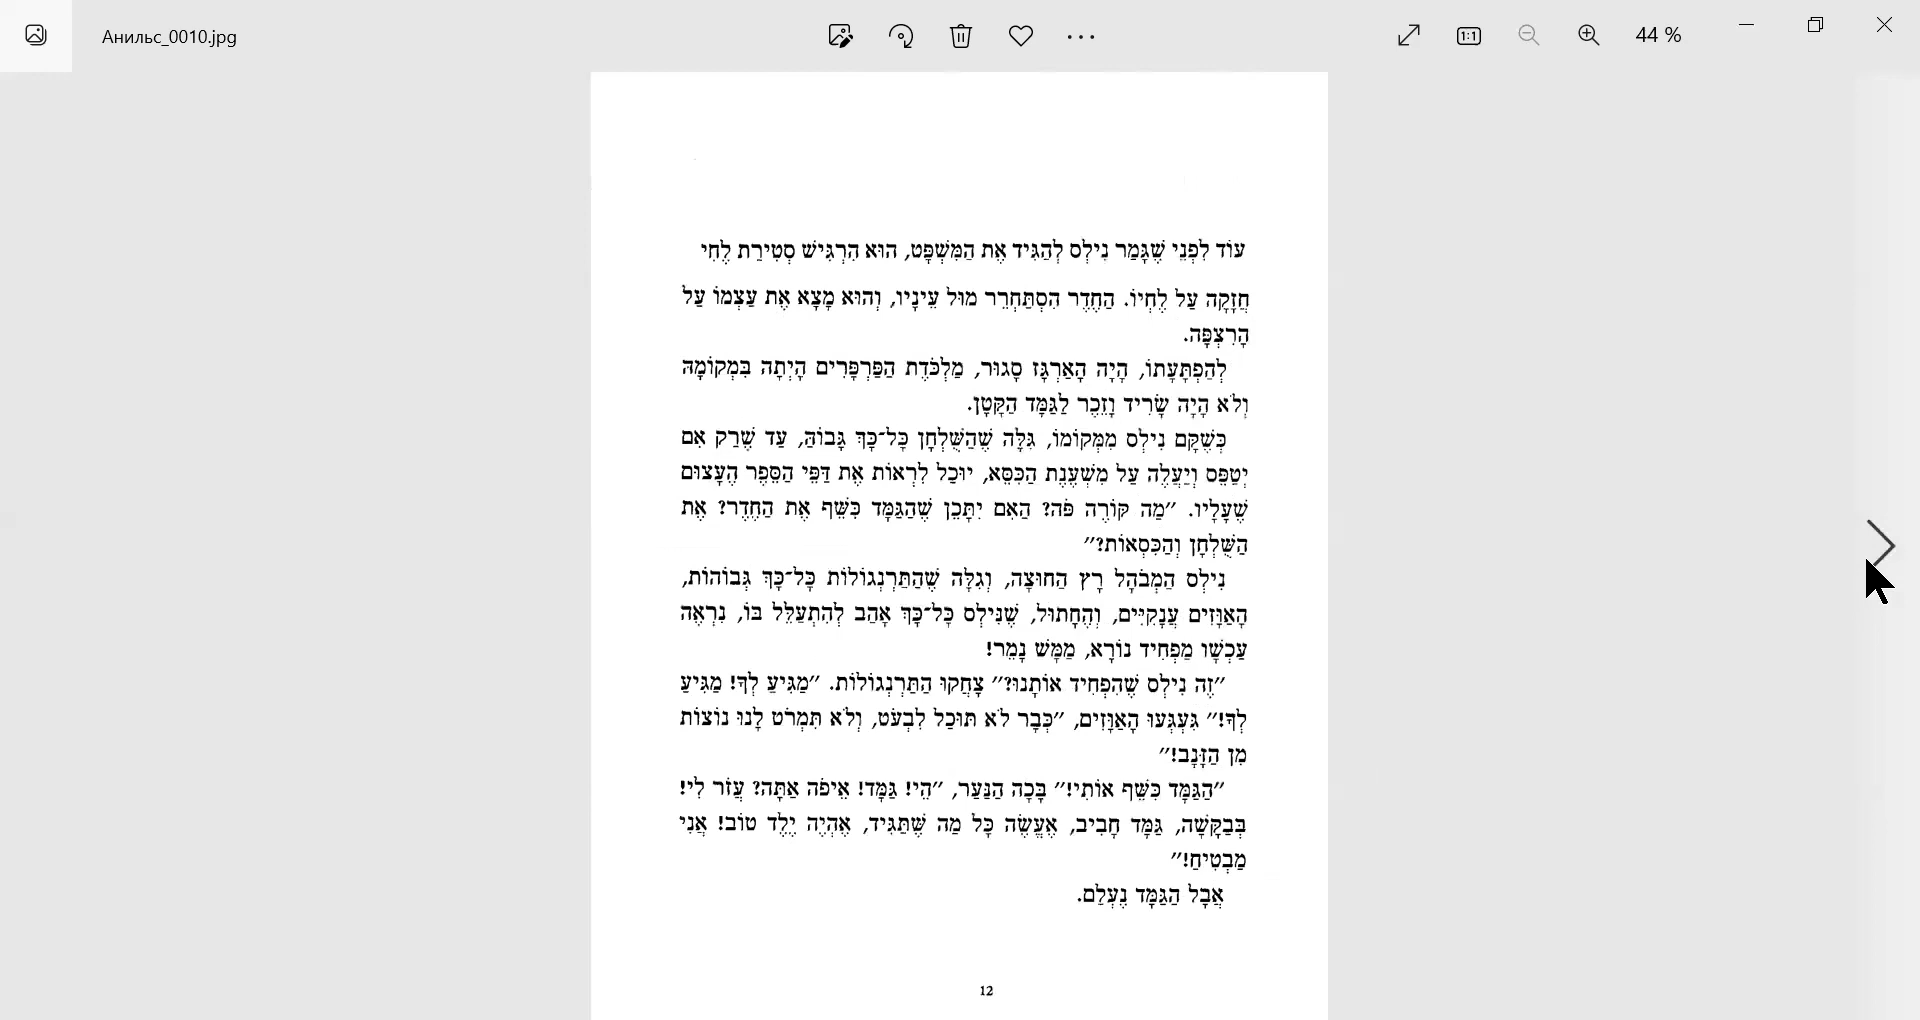 Анильс_0010.jpg
44 %
עוֹד לִפְנֵי שֶׁגָּמַר נִילְס לְהַגִּיד אֶת הַמִּשְׁפָּט, הוּא הִרְגִּישׁ סְטִירַת לֶחִי
חֲזָקָה עַל לֶחְיוֹ. הַחֶדֶר הִסְתַּחְרֵר מוּל עֵינָיו, וְהוּא מָצָא אֶת עַצְמוֹ עַל
הָרִצְפָּה.
לְהַפְתָּעָתוֹ, הָיָה הָאַרְגָּז סָגוּר, מַלְכֹּדֶת הַפַּרְפָּרִים הָיְתָה בִּמְקוֹמָהּ
וְלֹא הָיָה שָׂרִיד וָזֵכֶר לַגַּמָּד הַקָּטָן.
כְּשֶׁקָּם נִילְס מִמְּקוֹמוֹ, גִּלָּה שֶׁהַשֻּׁלְחָן כָּל־כָּךְ גָּבוֹהַּ, עַד שֶׁרַק אִם
יְטַפֵּס וְיַעֲלֶה עַל מִשְׁעֶנֶת הַכִּסֵּא, יוּכַל לִרְאוֹת אֶת דַּפֵּי הַסֵּפֶר הֶעָצוּם
שֶׁעָלָיו. ״מַה קּוֹרֶה פֹּה? הַאִם יִתָּכֵן שֶׁהַגַּמָּד כִּשֵּׁף אֶת הַחֶדֶר? אֶת
הַשֻּׁלְחָן וְהַכִּסְאוֹת?״
נִילְס הַמְבֹהָל רָץ הַחוּצָה, וְגִלָּה שֶׁהַתַּרְנְגוֹלוֹת כָּל־כָּךְ גְּבוֹהוֹת,
הָאַוָּזִים עֲנָקִיִּים, וְהֶחָתוּל, שֶׁנִּילְס כָּל־כָּךְ אָהַב לְהִתְעַלֵּל בּוֹ, נִרְאֶה
עַכְשָׁו מַפְחִיד נוֹרָא, מַמָּשׁ נָמֵר!
״זֶה נִילְס שֶׁהִפְחִיד אוֹתָנוּ?״ צָחֲקוּ הַתַּרְנְגוֹלוֹת. ״מַגִּיעַ לְךָ! מַגִּיעַ
לְךָ!״ גִּעְגְּעוּ הָאַוָּזִים, ״כְּבָר לֹא תּוּכַל לִבְעֹט, וְלֹא תִּמְרֹט לָנוּ נוֹצוֹת
מִן הַזָּנָב!״
״הַגַּמָּד כִּשֵּׁף אוֹתִי!״ בָּכָה הַנַּעַר, ״הֵי! גַּמָּד! אֵיפֹה אַתָּה? עֲזֹר לִי!
בְּבַקָּשָׁה, גַּמָּד חָבִיב, אֶעֱשֶׂה כָּל מַה שֶּׁתַּגִּיד, אֶהְיֶה יֶלֶד טוֹב! אֲנִי
מַבְטִיחַ!״
אֲבָל הַגַּמָּד נֶעְלַם.
12